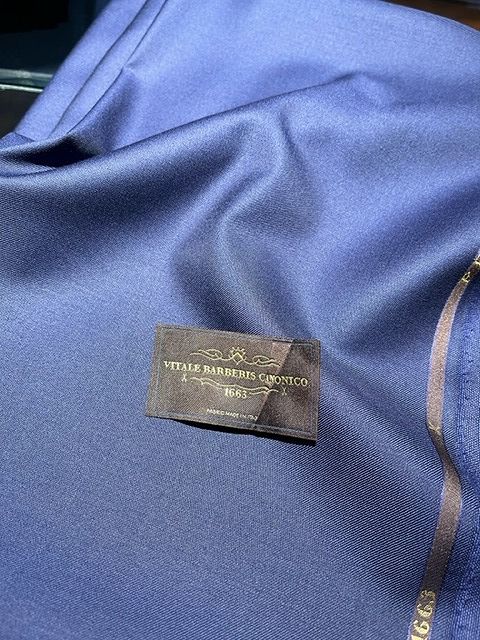 VITALE BARBERIS CANONICO
1663
FABRIC MADE IN ITALY
1663